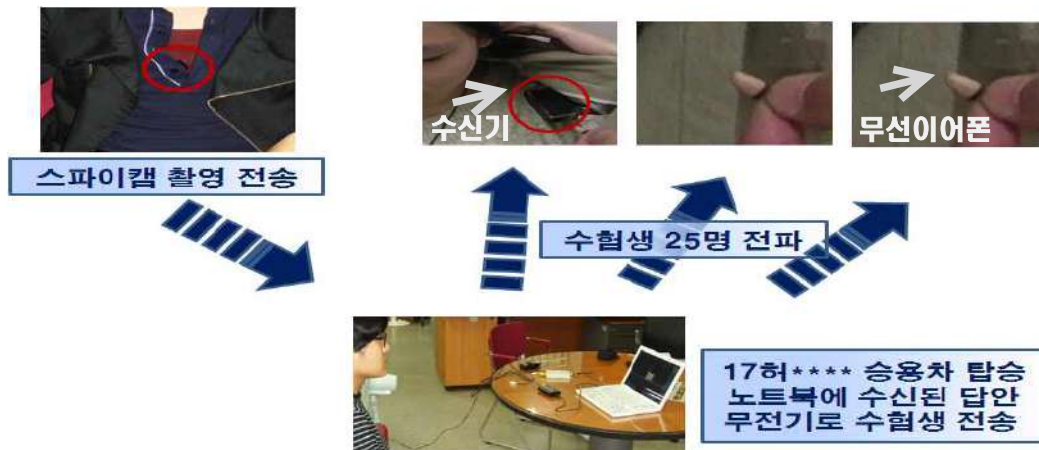 수신기
무선이어폰
스파이캠 촬영 전송
수험생 25명 전파
17허**** 승용차 탑승
노트북에 수신된 답안
무전기로 수험생 전송